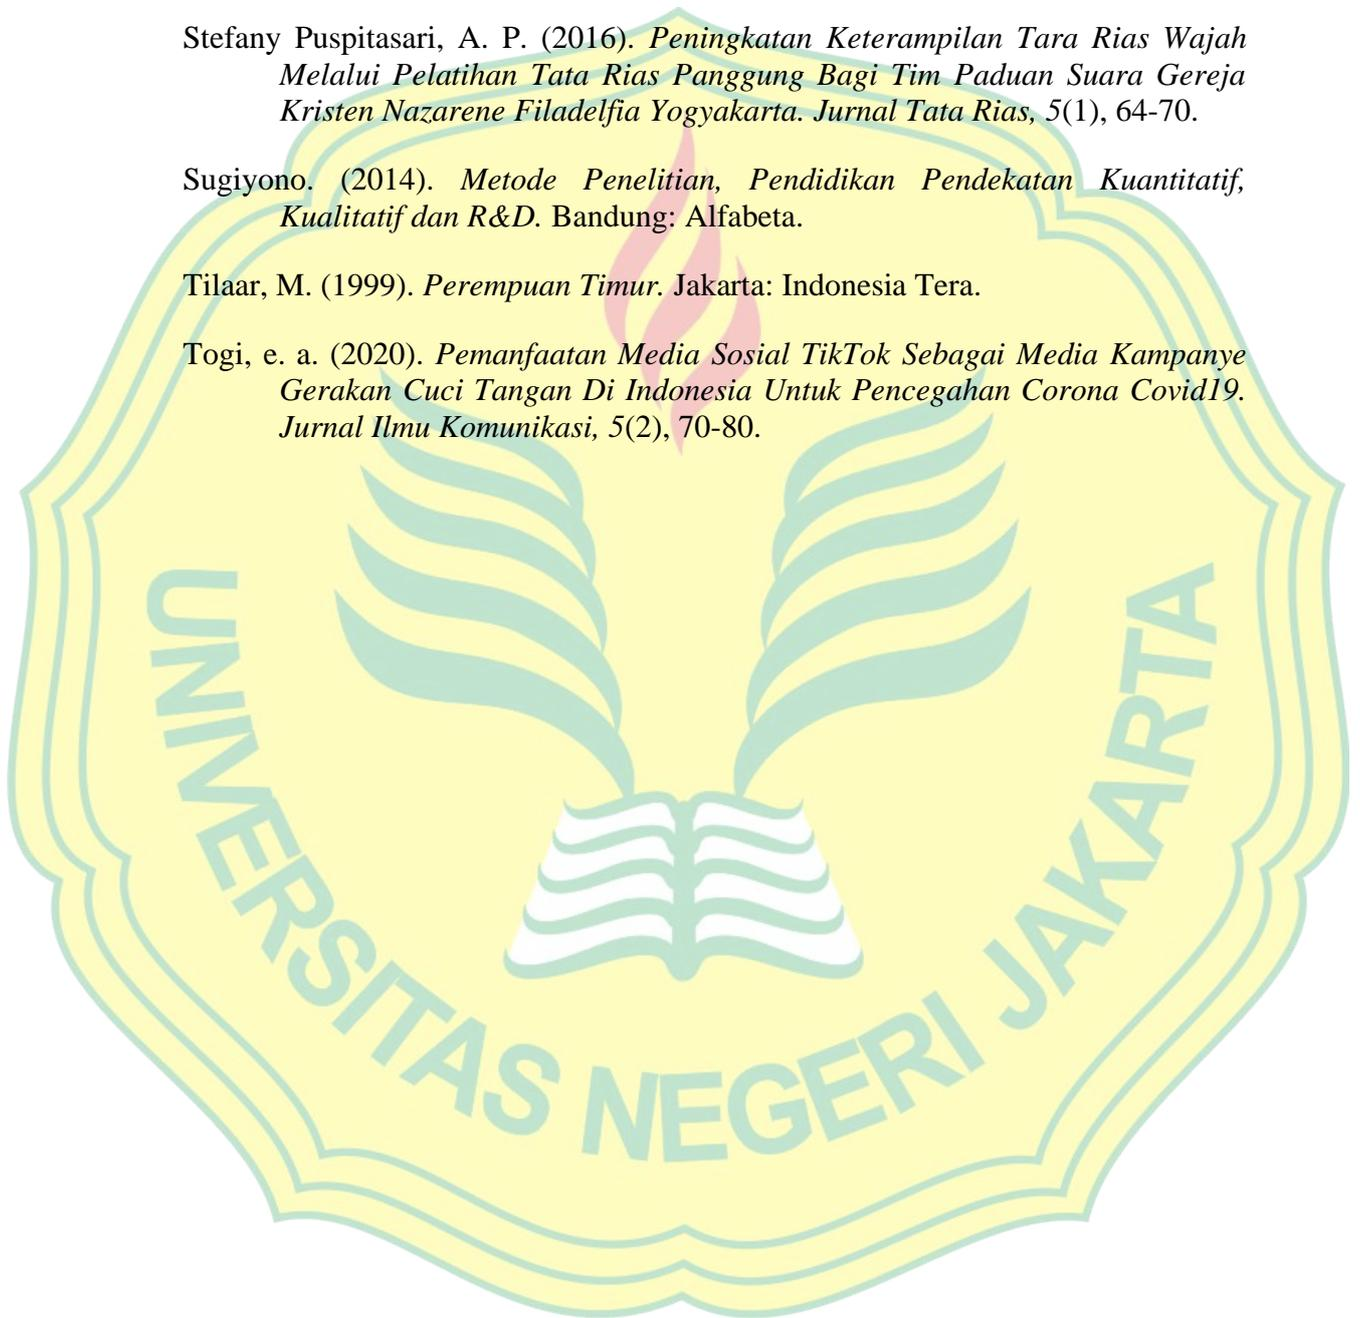 Stefany Puspitasari, A. P. (2016). Peningkatan Keterampilan Tara Rias Wajah
Melalui Pelatihan Tata Rias Panggung Bagi Tim Paduan Suara Gereja
Kristen Nazarene Filadelfia Yogyakarta. Jurnal Tata Rias, 5(1), 64-70.
Sugiyono. (2014). Metode Penelitian, Pendidikan Pendekatan Kuantitatif,
Kualitatif dan R&D. Bandung: Alfabeta.
Tilaar, M. (1999). Perempuan Timur. Jakarta: Indonesia Tera.
Togi, e. a. (2020). Pemanfaatan Media Sosial TikTok Sebagai Media Kampanye
Gerakan Cuci Tangan Di Indonesia Untuk Pencegahan Corona Covid19.
Jurnal Ilmu Komunikasi, 5(2), 70-80.
UNIVERSITAS NEGERI JAKARTA